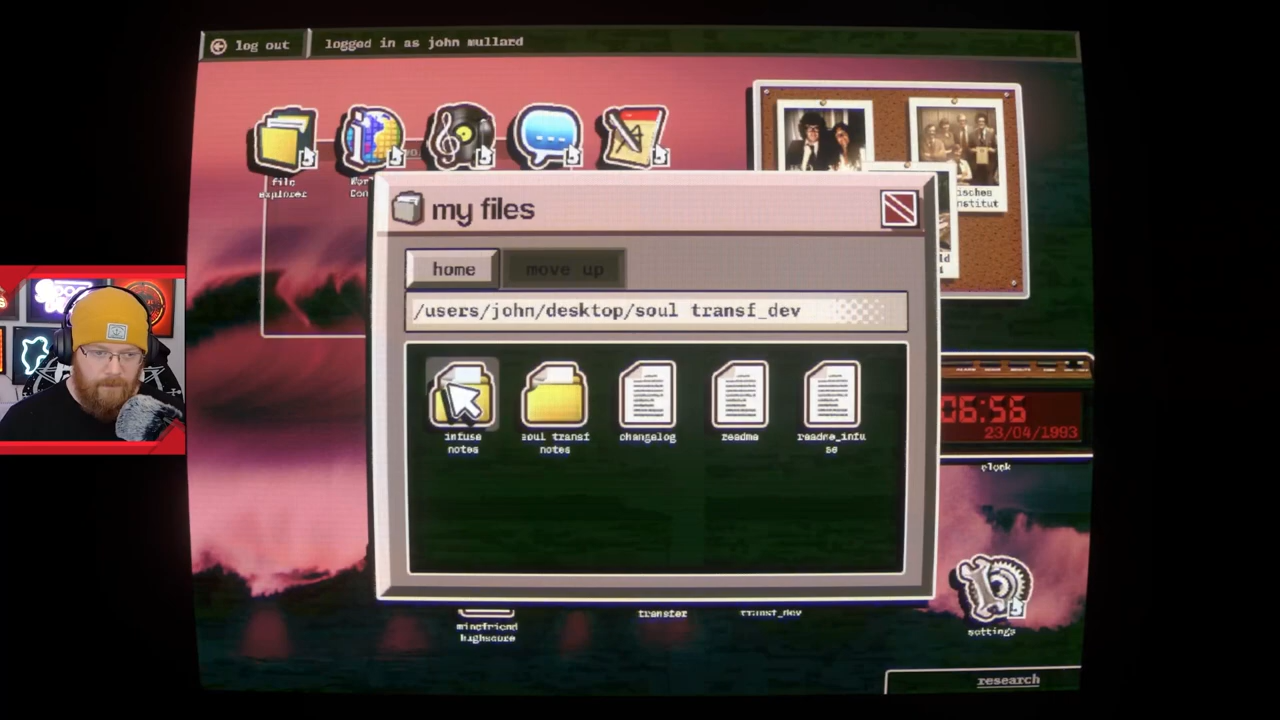 log out
logged in as john mullard
file
explorer
isches
nstitut
my files
home
move up
/users/john/desktop/soul transf_dev
infuse
notes
soul transf
notes
changelog
readme
readme_infu
se
06:56
23/04/1993
clock
minefriend
highscore
transfer
transf_dev
settings
research